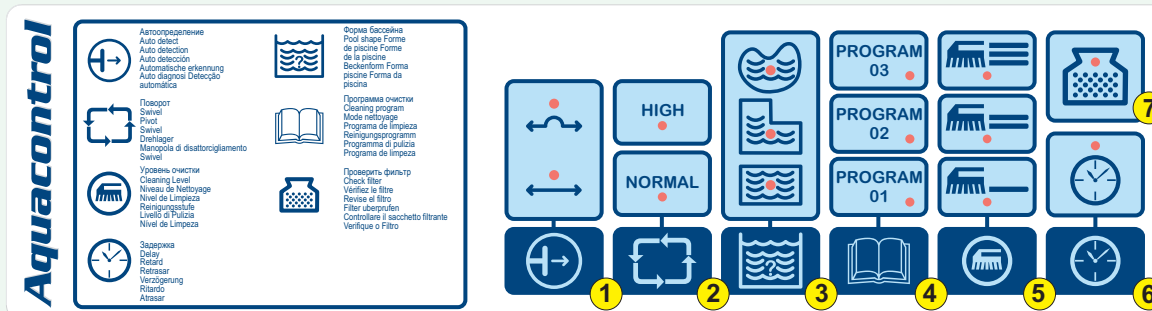 Aquacontrol
Автоопределение
Auto detect
Auto detection
Auto detección
Automatische erkennung
Auto diagnosi Detecção
automática
Поворот
Swivel
Pivot
Swivel
Drehlager
Manopola di disattorcigliamento
Swivel
Уровень очистки
Cleaning Level
Niveau de Nettoyage
Nivel de Limpieza
Reinigungsstufe
Livello di Pulizia
Nível de Limpeza
Задержка
Delay
Retard
Retrasar
Verzögerung
Ritardo
Atrasar
Форма бассейна
Pool shape Forme
de piscine Forme
de la piscine
Beckenform Forma
piscine Forma da
piscina
?
Программа очистки
Cleaning program
Mode nettoyage
Programa de limpieza
Reinigungsprogramm
Programma di pulizia
Programa de limpeza
Проверить фильтр
Check filter
Vérifiez le filtre
Revise el filtro
Filter uberprufen
Controllare il sacchetto filtrante
Verifique o Filtro
1
HIGH
NORMAL
2
?
3
PROGRAM
03
PROGRAM
02
PROGRAM
01
4
5
7
6